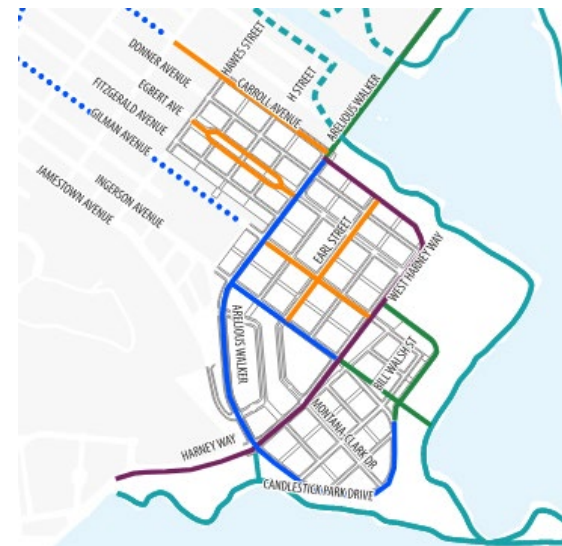 DONNER AVENUE
HAWES STREET
H STREET
CARROLL AVENUE
ARELIOUS WALKER
EGBERT AVE
FITZGERALD AVENUE
GILMAN AVENUE
JAMESTOWN AVENUE
INGERSON AVENUE
EARL STREET
WEST HARNEY WAY
ARELIOUS WALKER
BILL WALSH ST
MONTANA-CLARK DR
HARNEY WAY
CANDLESTICK PARK DRIVE